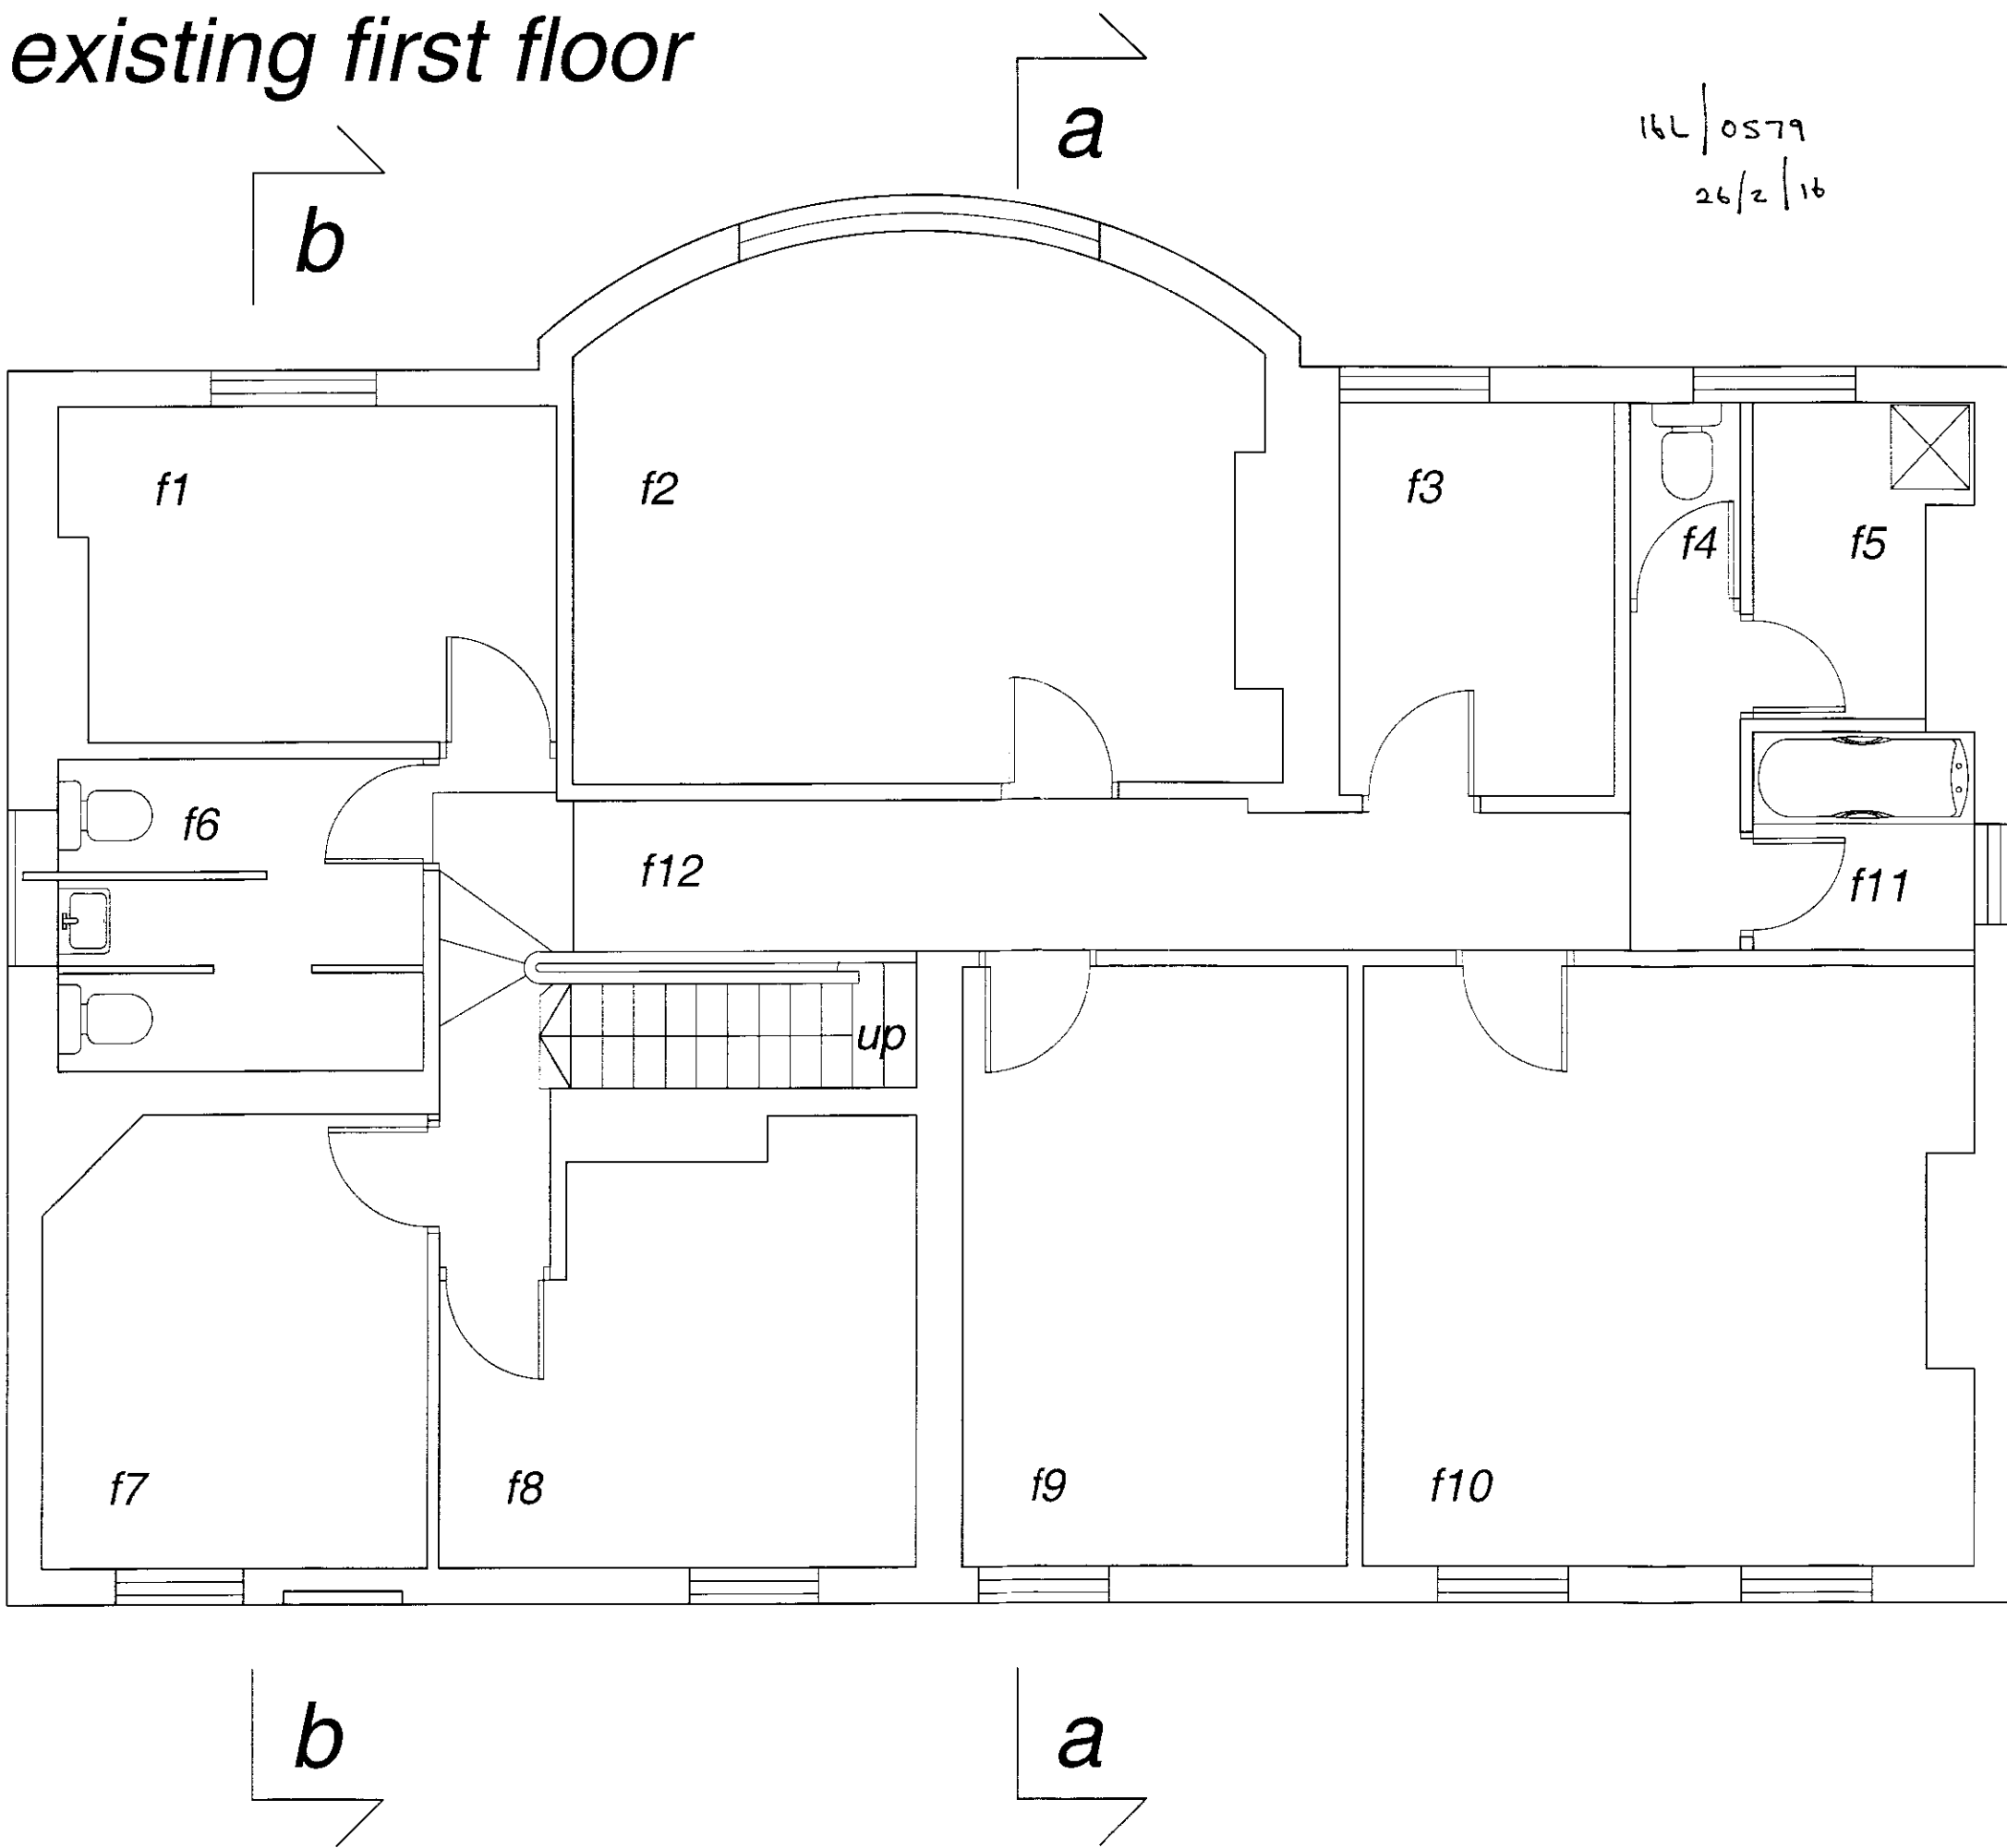 existing first floor
a
16L/0579
26/2/16
b
f1
f2
f3
f4
f5
f6
f12
f11
up
f7
f8
f9
f10
b
a